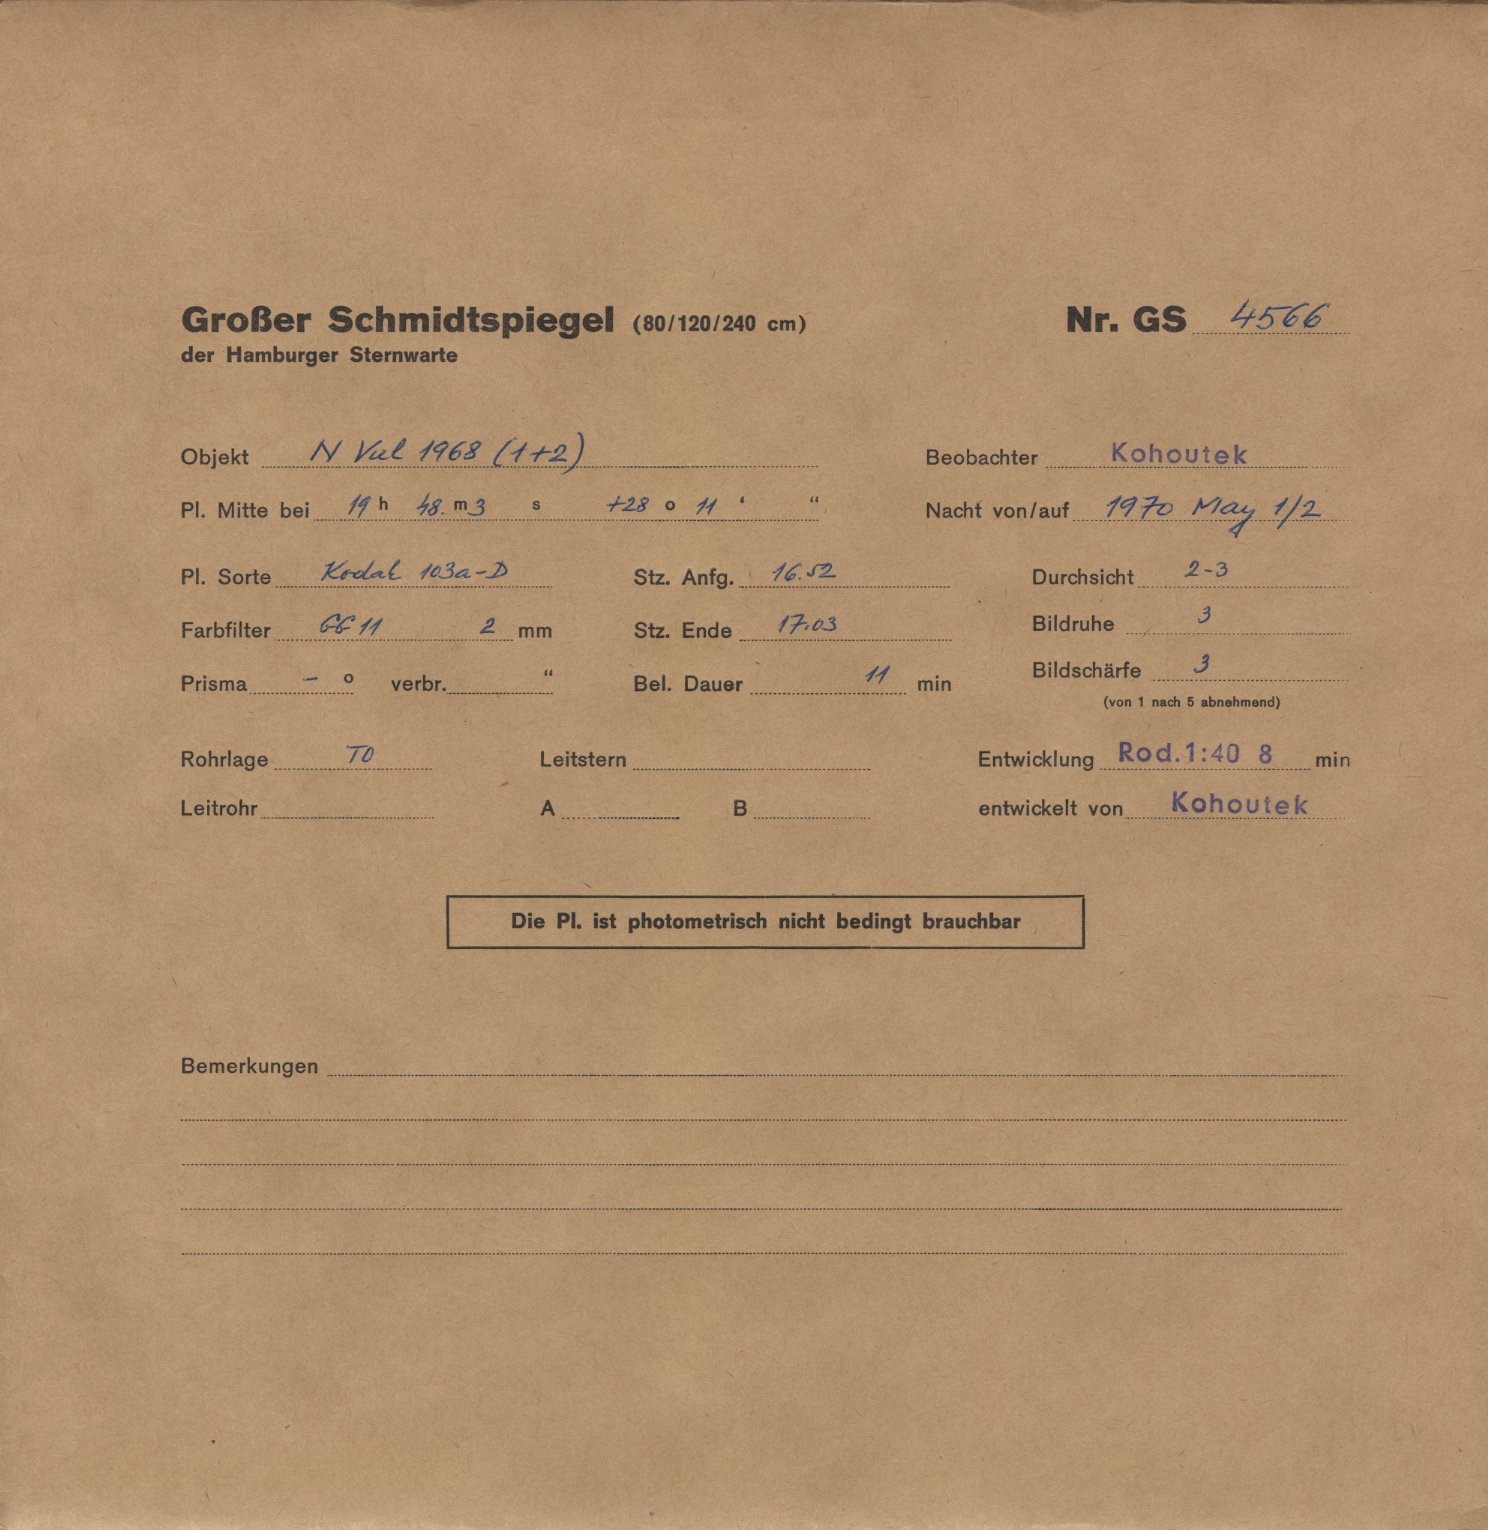 Großer Schmidtspiegel (80/120/240 cm) Nr. GS 4566
der Hamburger Sternwarte
Objekt N Vul 1968 (1+2) Beobachter Kohoutek
Pl. Mitte bei 19 h 48. m 3 s +28 o 11 ‘ “ Nacht von/auf 1970 May 1/2
Pl. Sorte Kodak 103a-D Stz. Anfg. 16.52 Durchsicht 2-3
Farbfilter GG 11 2 mm Stz. Ende 17.03 Bildruhe 3
Prisma – o verbr. “ Bel. Dauer 11 min Bildschärfe 3
(von 1 nach 5 abnehmend)
Rohrlage TO Leitstern Entwicklung Rod.1:40 8 min
Leitrohr A B entwickelt von Kohoutek
Die Pl. ist photometrisch nicht bedingt brauchbar
Bemerkungen